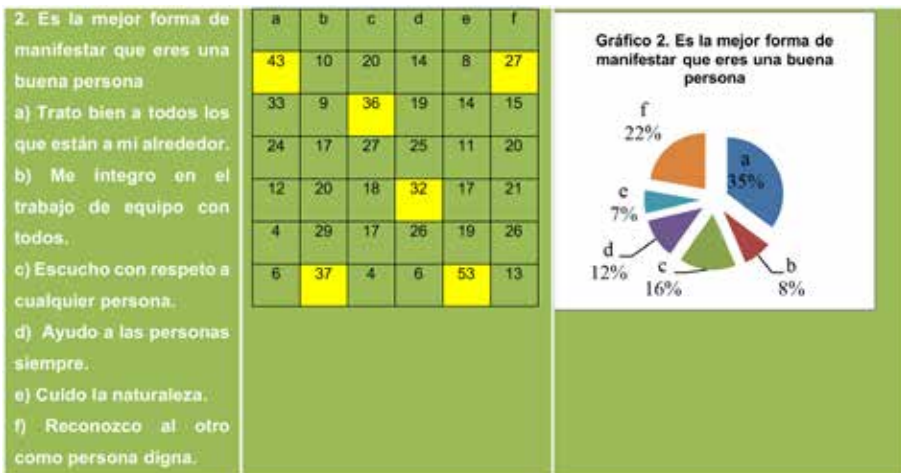 2. Es la mejor forma de
manifestar que eres una
buena persona
a) Trato bien a todos los
que están a mi alrededor.
b) Me integro en el
trabajo de equipo con
todos.
c) Escucho con respeto a
cualquier persona.
d) Ayudo a las personas
siempre.
e) Cuido la naturaleza.
f) Reconozco al otro
como persona digna.
a b c d e f
43 10 20 14 8 27
33 9 36 19 14 15
24 17 27 25 11 20
12 20 18 32 17 21
4 29 17 26 19 26
6 37 4 6 53 13
Gráfico 2. Es la mejor forma de
manifestar que eres una buena
persona
f
22%
a
35%
e
7%
d
12%
c
16%
b
8%